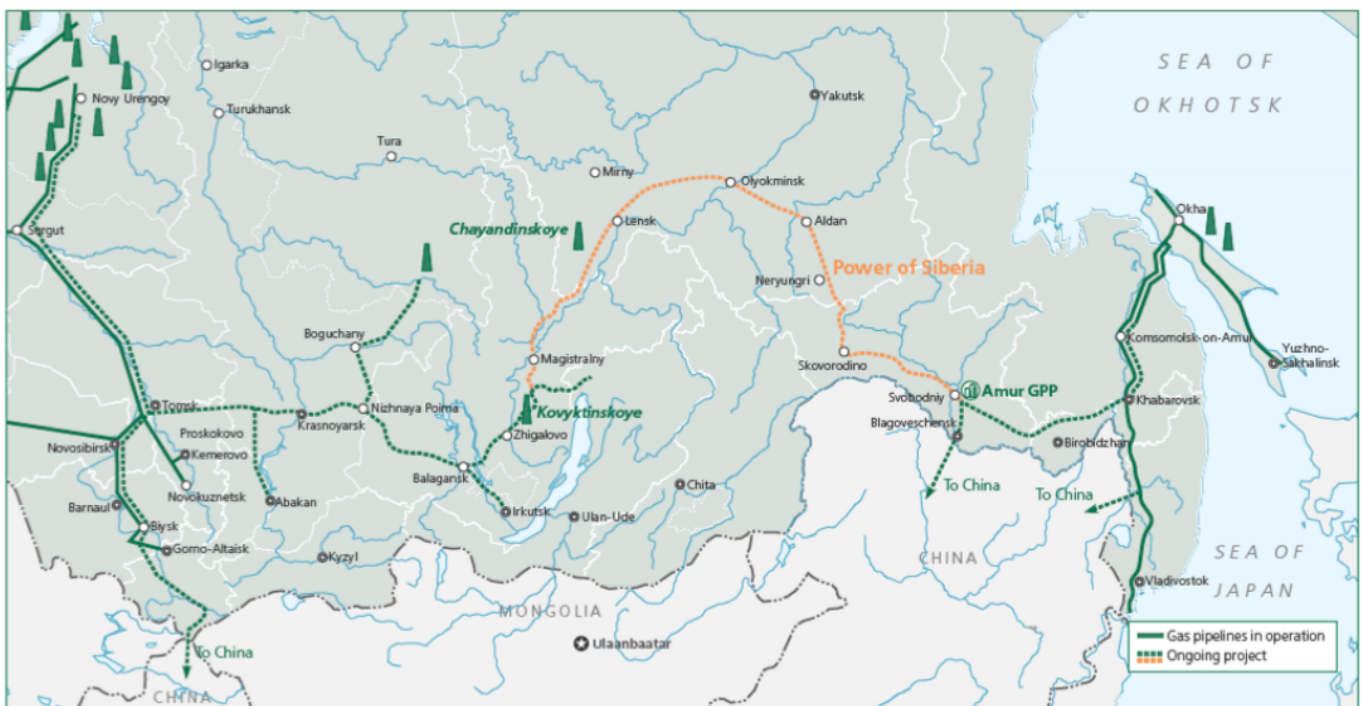 SEA OF
OKHOTSK
Igarka
Novy Urengoy
Turukhansk
Yakutsk
Tura
Mirny
Olyokminsk
Okha
Surgut
Chayandinskoye
Lensk
Aldan
Power of Siberia
Neryungri
Boguchany
Komsomolsk-on-Amur
Yuzhno-
Sakhalinsk
Magistralny
Skovorodino
Tomsk
Svobodniy
Amur GPP
Khabarovsk
Krasnoyarsk
Nizhnaya Poima
Kovyktinskoye
Blagoveschensk
Proskokovo
Zhigalovo
Birobidzhan
Novosibirsk
Kemerovo
Balagansk
Novokuznetsk
Chita
To China
To China
Abakan
Barnaul
Irkutsk
Ulan-Ude
Biysk
Gorno-Altaisk
Kyzyl
CHINA
SEA OF
JAPAN
Vladivostok
MONGOLIA
Ulaanbaatar
To China
CHINA
Gas pipelines in operation
Ongoing project